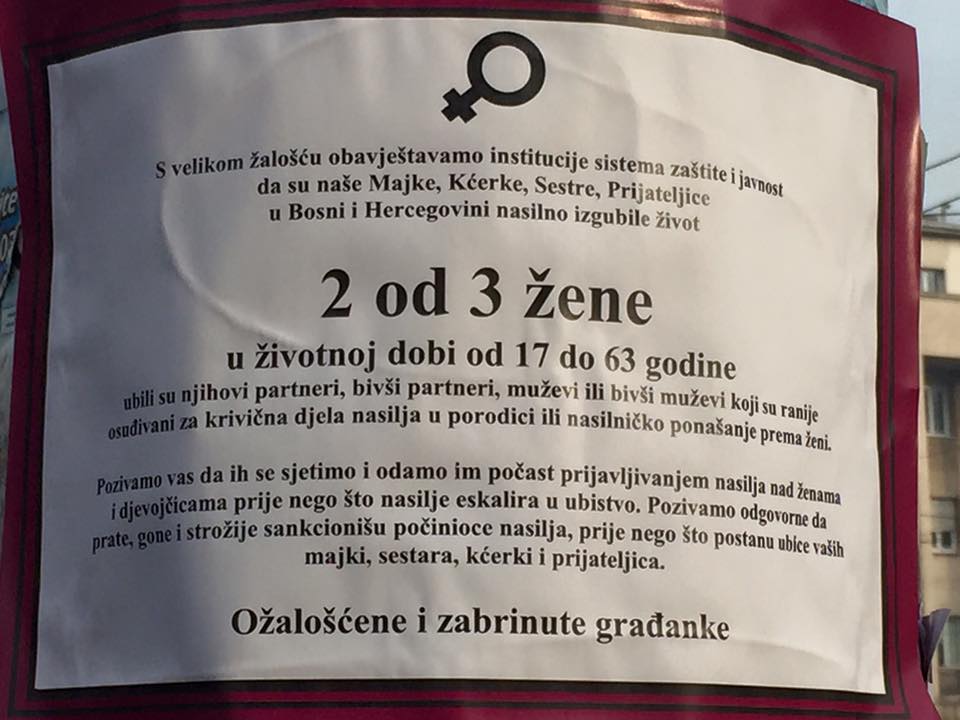 S velikom žalošću obavještavamo institucije sistema zaštite i javnost
da su naše Majke, Kćerke, Sestre, Prijateljice
u Bosni i Hercegovini nasilno izgubile život
2 od 3 žene
u životnoj dobi od 17 do 63 godine
ubili su njihovi partneri, bivši partneri, muževi ili bivši muževi koji su ranije
osuđivani za krivična djela nasilja u porodici ili nasilničko ponašanje prema ženi.
Pozivamo vas da ih se sjetimo i odamo im počast prijavljivanjem nasilja nad ženama
i djevojčicama prije nego što nasilje eskalira u ubistvo. Pozivamo odgovorne da
prate, gone i strožije sankcionišu počinioce nasilja, prije nego što postanu ubice vaših
majki, sestara, kćerki i prijateljica.
Ožalošćene i zabrinute građanke